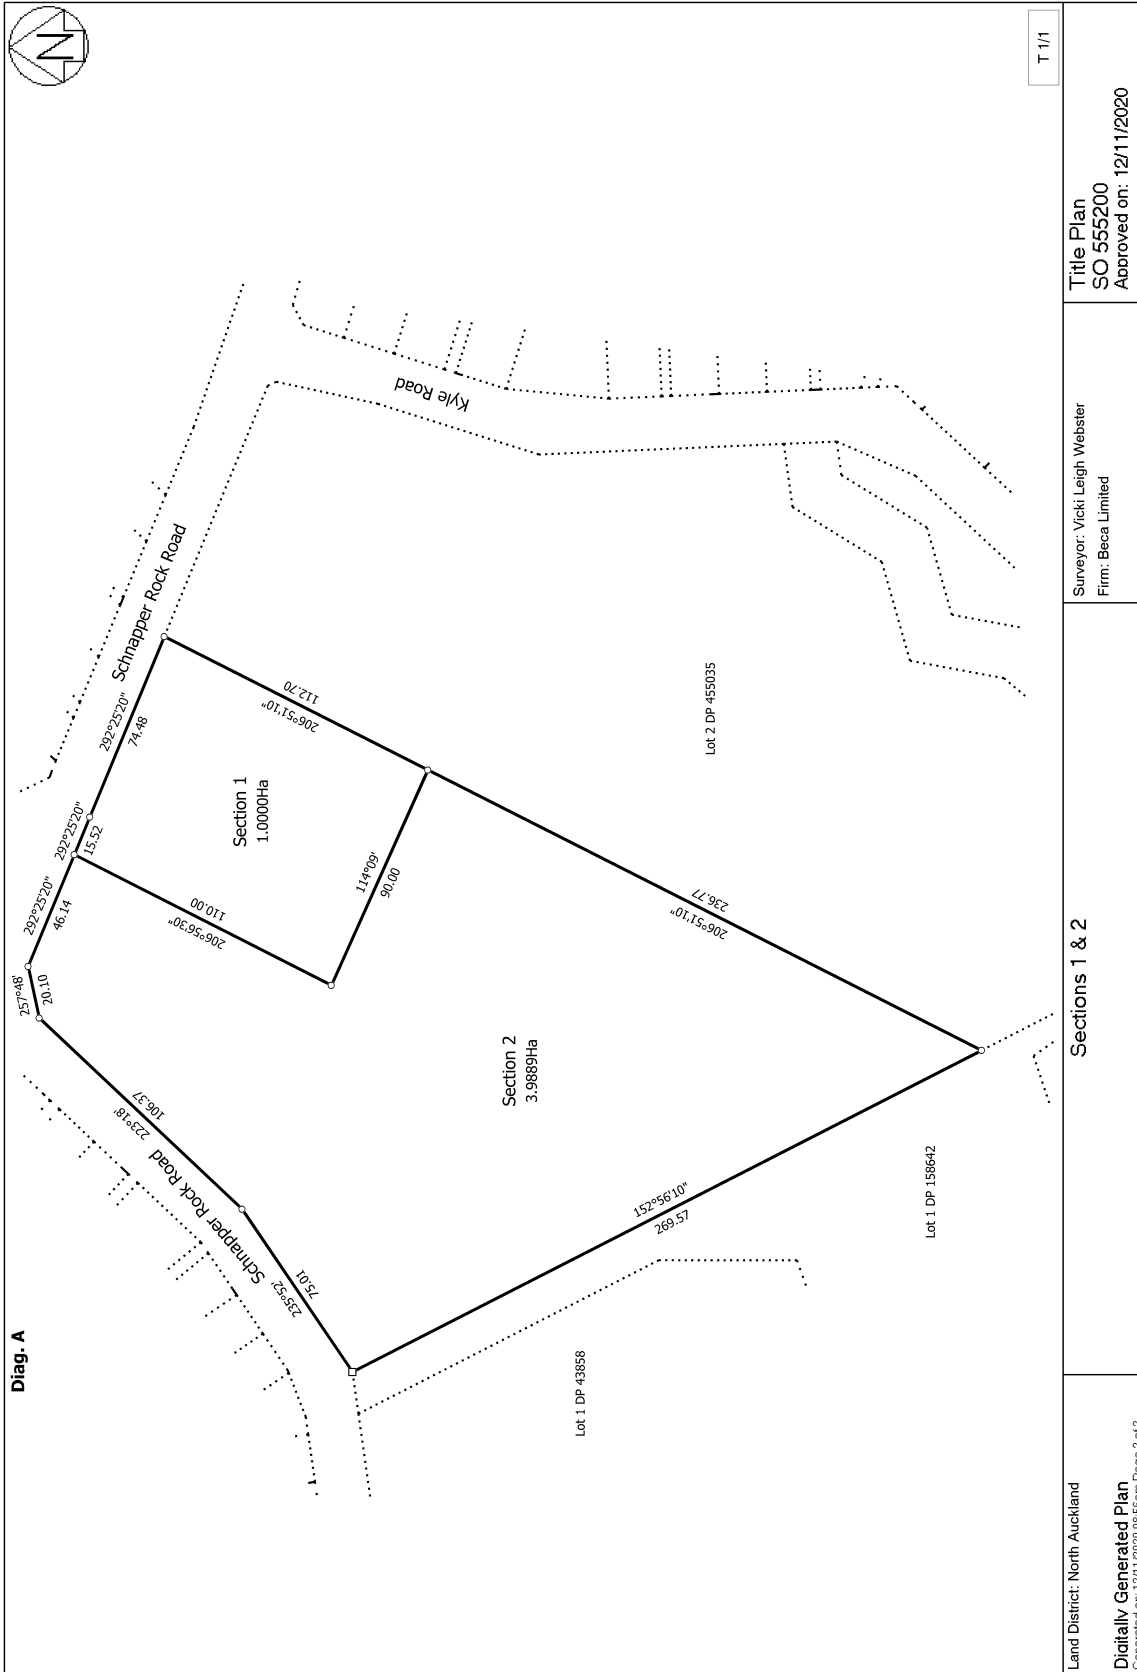 Diag. A
N
T 1/1
Schnapper Rock Road
Schnapper Rock Road
Kyle Road
257°48'
20.10
292°25'20"
46.14
292°25'20"
15.52
292°25'20"
74.48
223°18'
106.37
235°52'
75.01
206°56'30"
110.00
Section 1
1.0000Ha
206°51'10"
112.70
114°09'
90.00
Section 2
3.9889Ha
206°51'10"
236.77
152°56'10"
269.57
Lot 2 DP 455035
Lot 1 DP 43858
Lot 1 DP 158642
Land District: North Auckland
Digitally Generated Plan
Sections 1 & 2
Surveyor: Vicki Leigh Webster
Firm: Beca Limited
Title Plan
SO 555200
Approved on: 12/11/2020